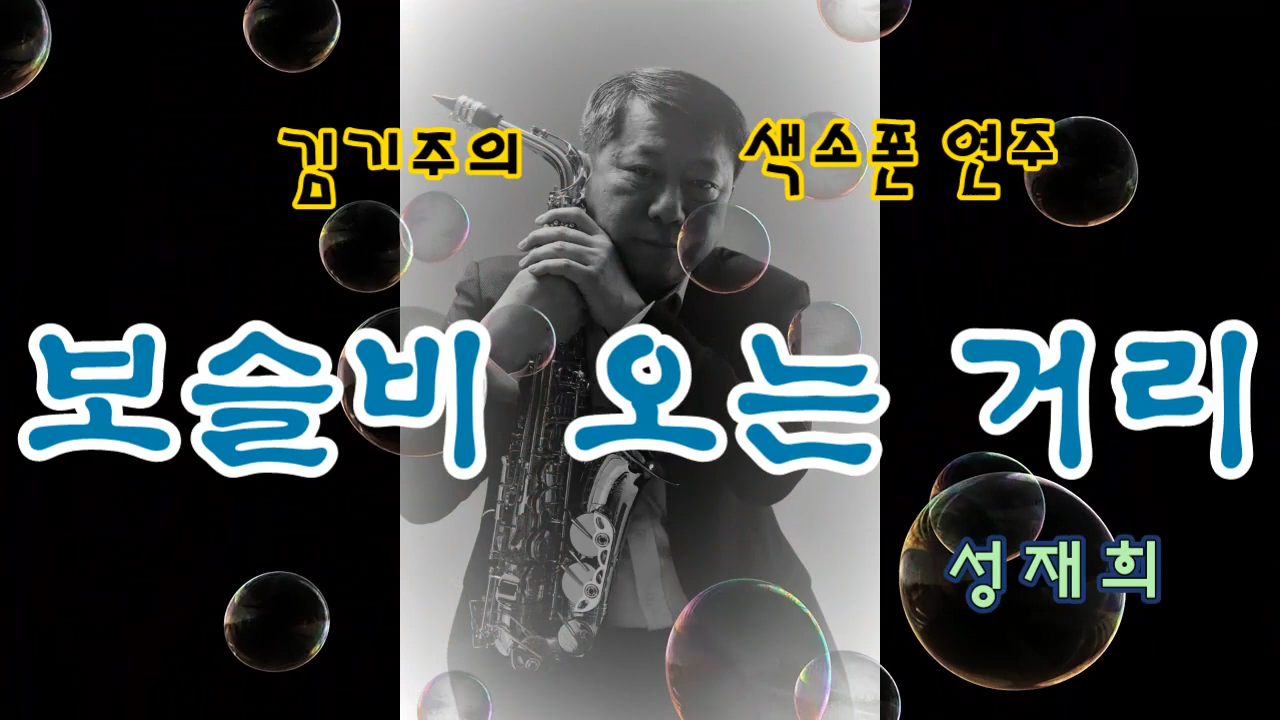 김기주의 색소폰 연주
보슬비 오는 거리
성재희